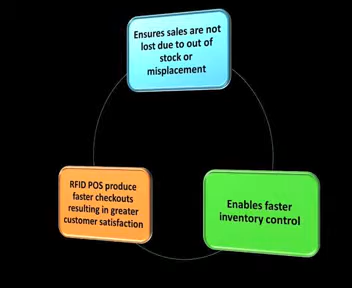 Ensures sales are not
lost due to out of
stock or
misplacement
RFID POS produce
faster checkouts
resulting in greater
customer satisfaction
Enables faster
inventory control